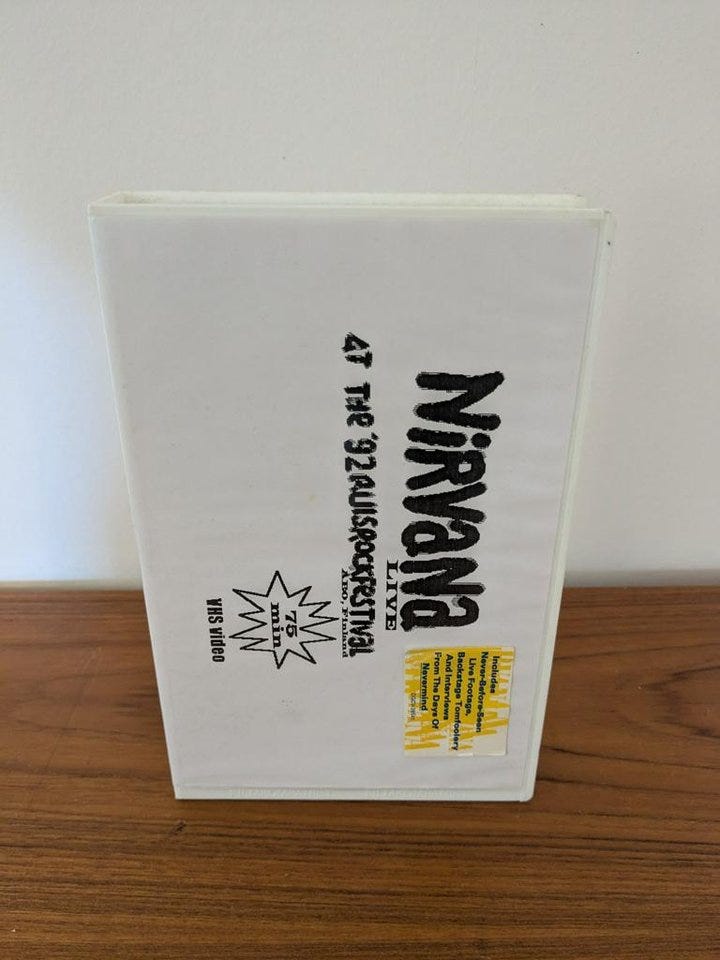 NiRVaNa
LIVE
aT THe '92 auisRockfesTival
ABO, Finland
75
min
VHS video
Includes
Never-Before-Seen
Live Footage,
Backstage Tomfoolery
And Interviews
From The Days Of
Nevermind